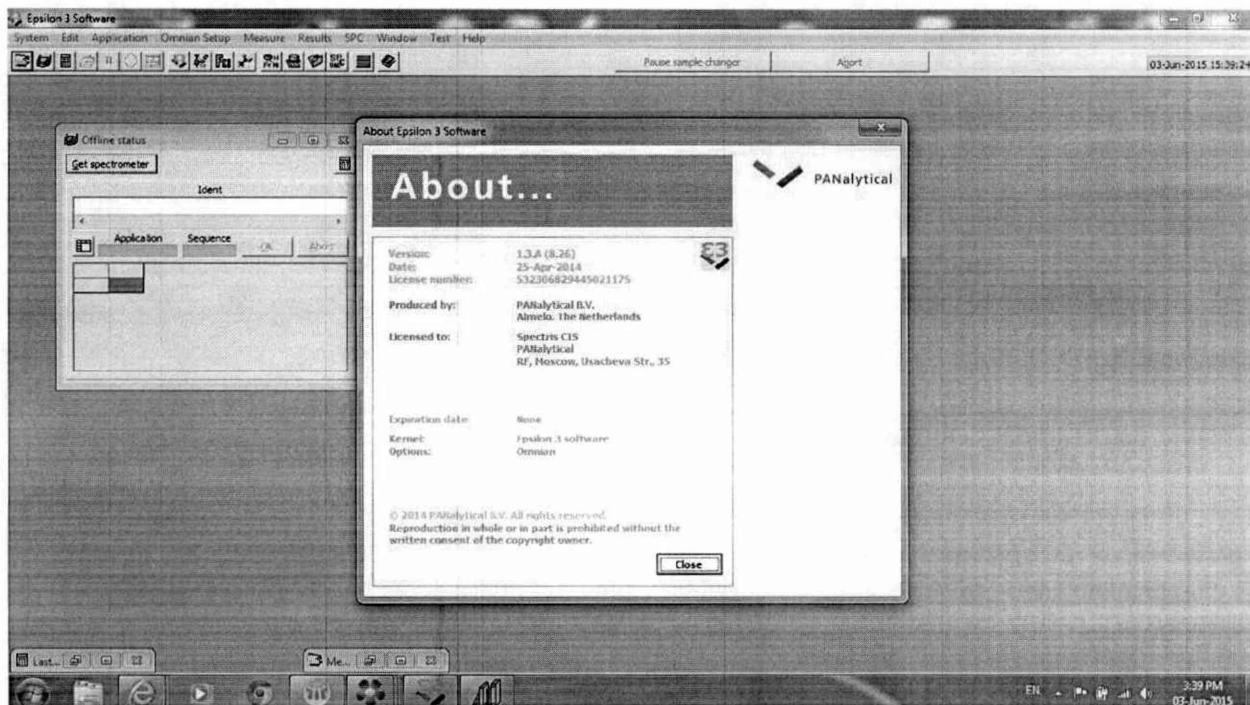 Epsilon 3 Software
System Edit Application Omnian Setup Measure Results SPC Window Test Help
Pause sample changer Abort 03-Jun-2015 15:39:24
Offline status
Get spectrometer
Ident
Application Sequence Ok Abort
About Epsilon 3 Software
About...
PANalytical
Version: 1.3.A (8.26)
Date: 25-Apr-2014
License number: 532306829445021175
Produced by: PANalytical B.V.
Almelo, The Netherlands
Licensed to: Spectris CIS
PANalytical
RF, Moscow, Usacheva Str., 35
Expiration date: None
Kernel: Epsilon 3 software
Options: Omnian
© 2014 PANalytical B.V. All rights reserved.
Reproduction in whole or in part is prohibited without the
written consent of the copyright owner.
Close
Last...
Me...
EN
3:39 PM
03-Jun-2015